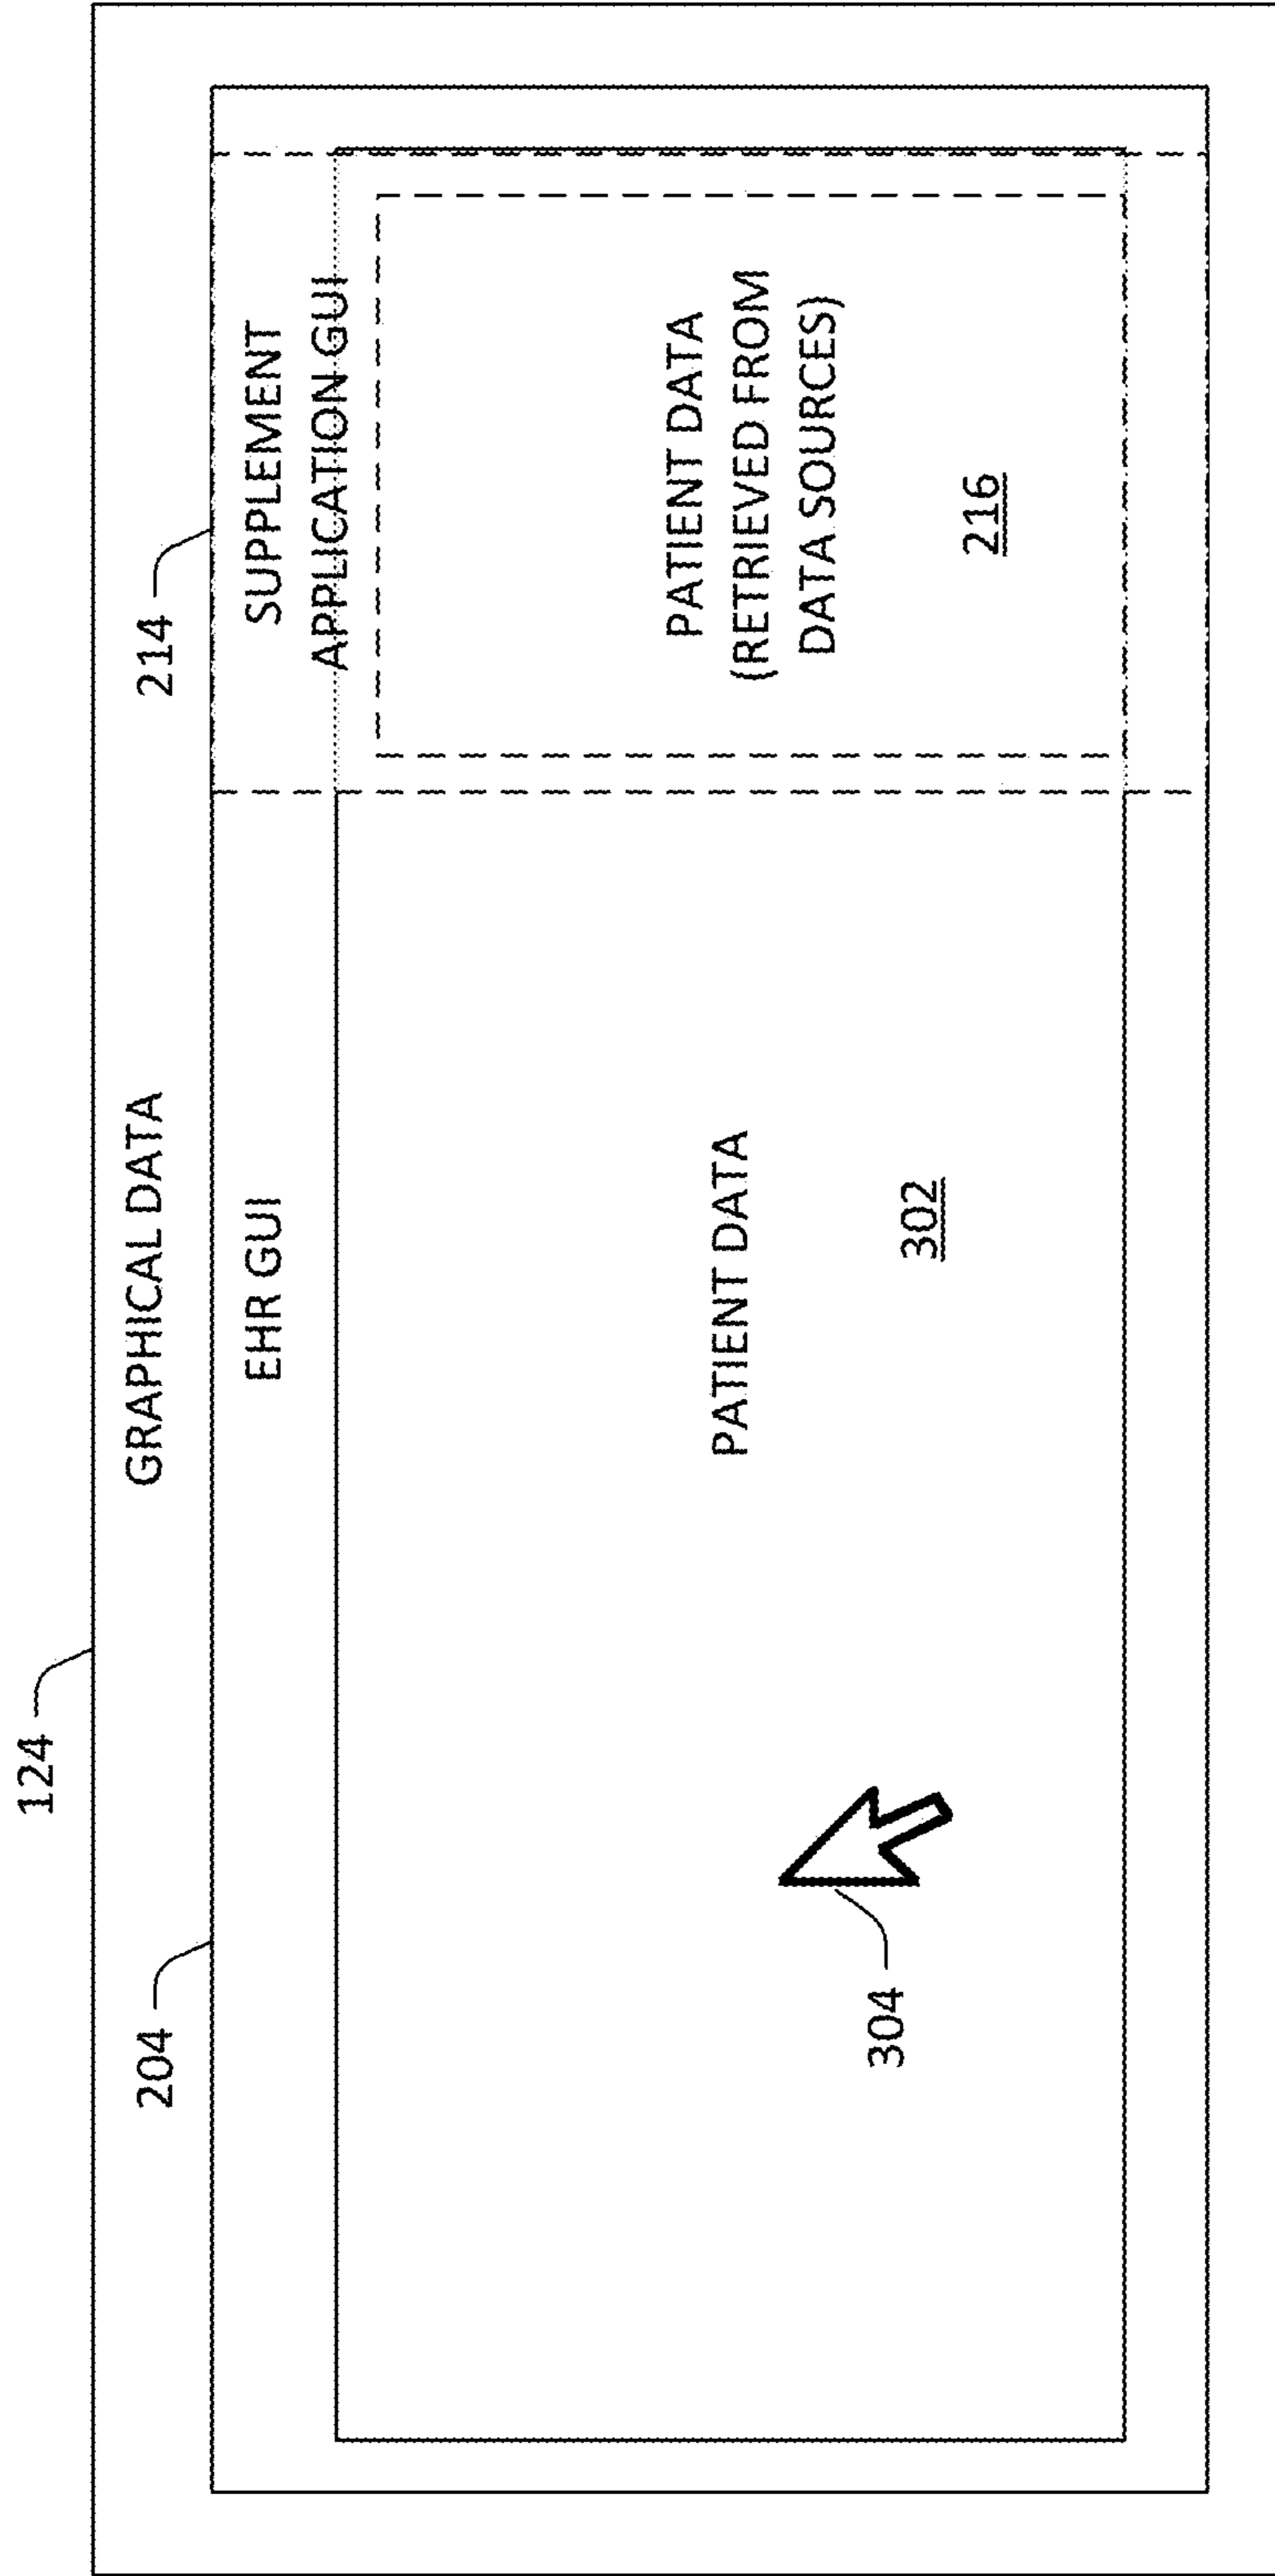 124
GRAPHICAL DATA
204
214
EHR GUI
SUPPLEMENT
APPLICATION GUI
PATIENT DATA
302
304
PATIENT DATA
(RETRIEVED FROM
DATA SOURCES)
216